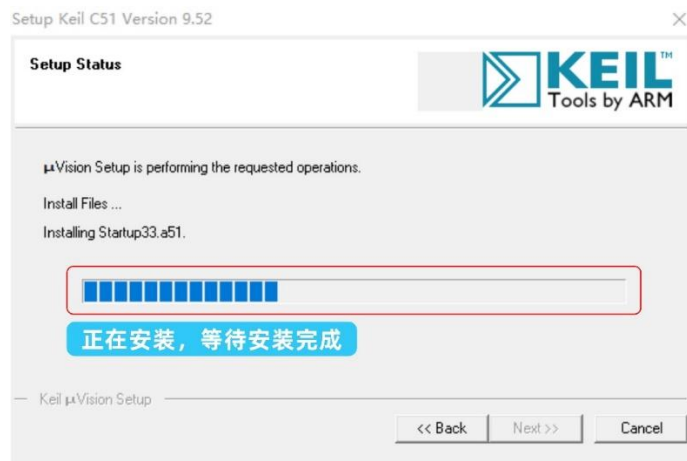 Setup Keil C51 Version 9.52
Setup Status
KEIL™
Tools by ARM
µVision Setup is performing the requested operations.
Install Files ...
Installing Startup33.a51.
正在安装，等待安装完成
Keil µVision Setup
<< Back
Next >>
Cancel